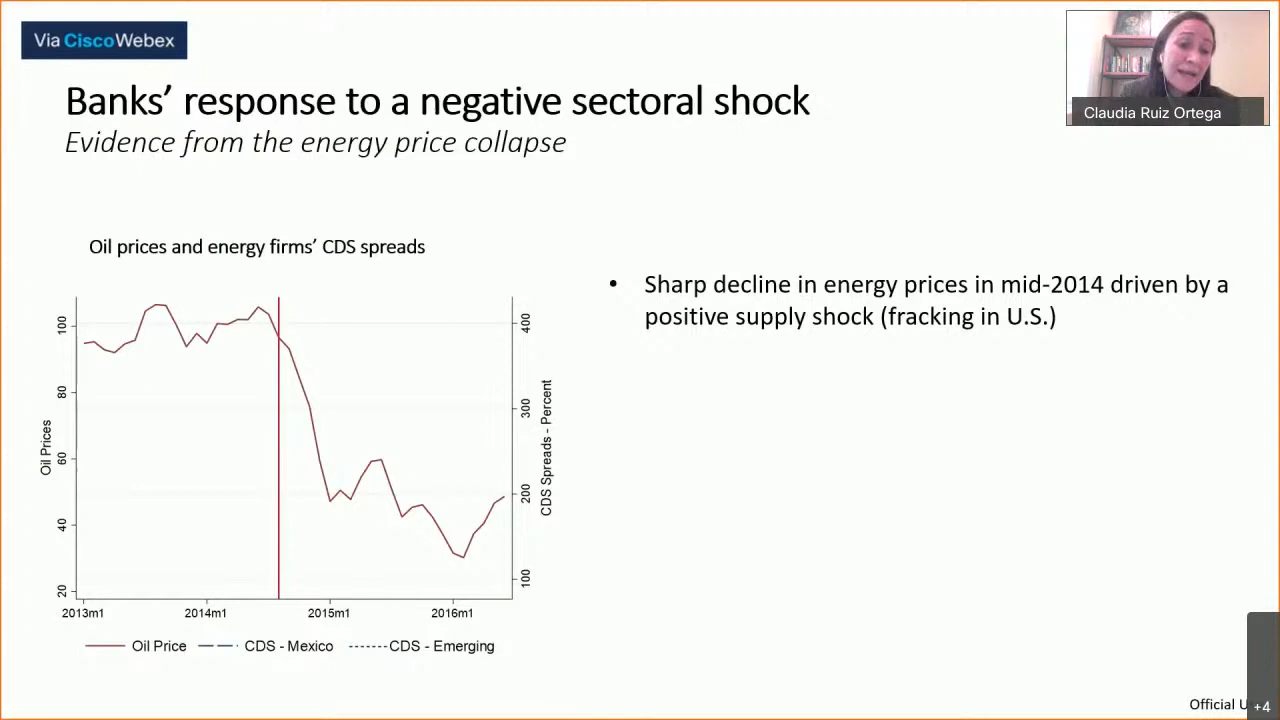 Via Cisco Webex
Claudia Ruiz Ortega
Banks’ response to a negative sectoral shock
Evidence from the energy price collapse
Oil prices and energy firms’ CDS spreads
• Sharp decline in energy prices in mid-2014 driven by a
positive supply shock (fracking in U.S.)
Oil Prices
100
80
60
40
20
400
300
200
100
CDS Spreads - Percent
2013m1 2014m1 2015m1 2016m1
Oil Price CDS - Mexico CDS - Emerging
Official
+4